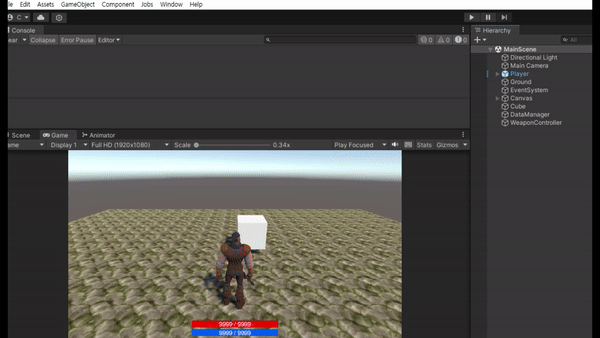 le Edit Assets GameObject Component Jobs Window Help
C
Console
ear Collapse Error Pause Editor 0 0 0
Scene Game Animator
ame Display 1 Full HD (1920x1080) Scale 0.34x Play Focused Stats Gizmos
9999 / 9999
9999 / 9999
Hierarchy
All
MainScene
Directional Light
Main Camera
Player
Ground
EventSystem
Canvas
Cube
DataManager
WeaponController